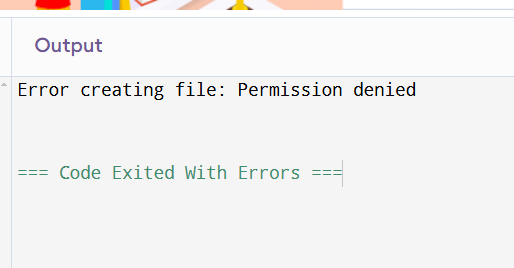 Output
Error creating file: Permission denied
=== Code Exited With Errors ===